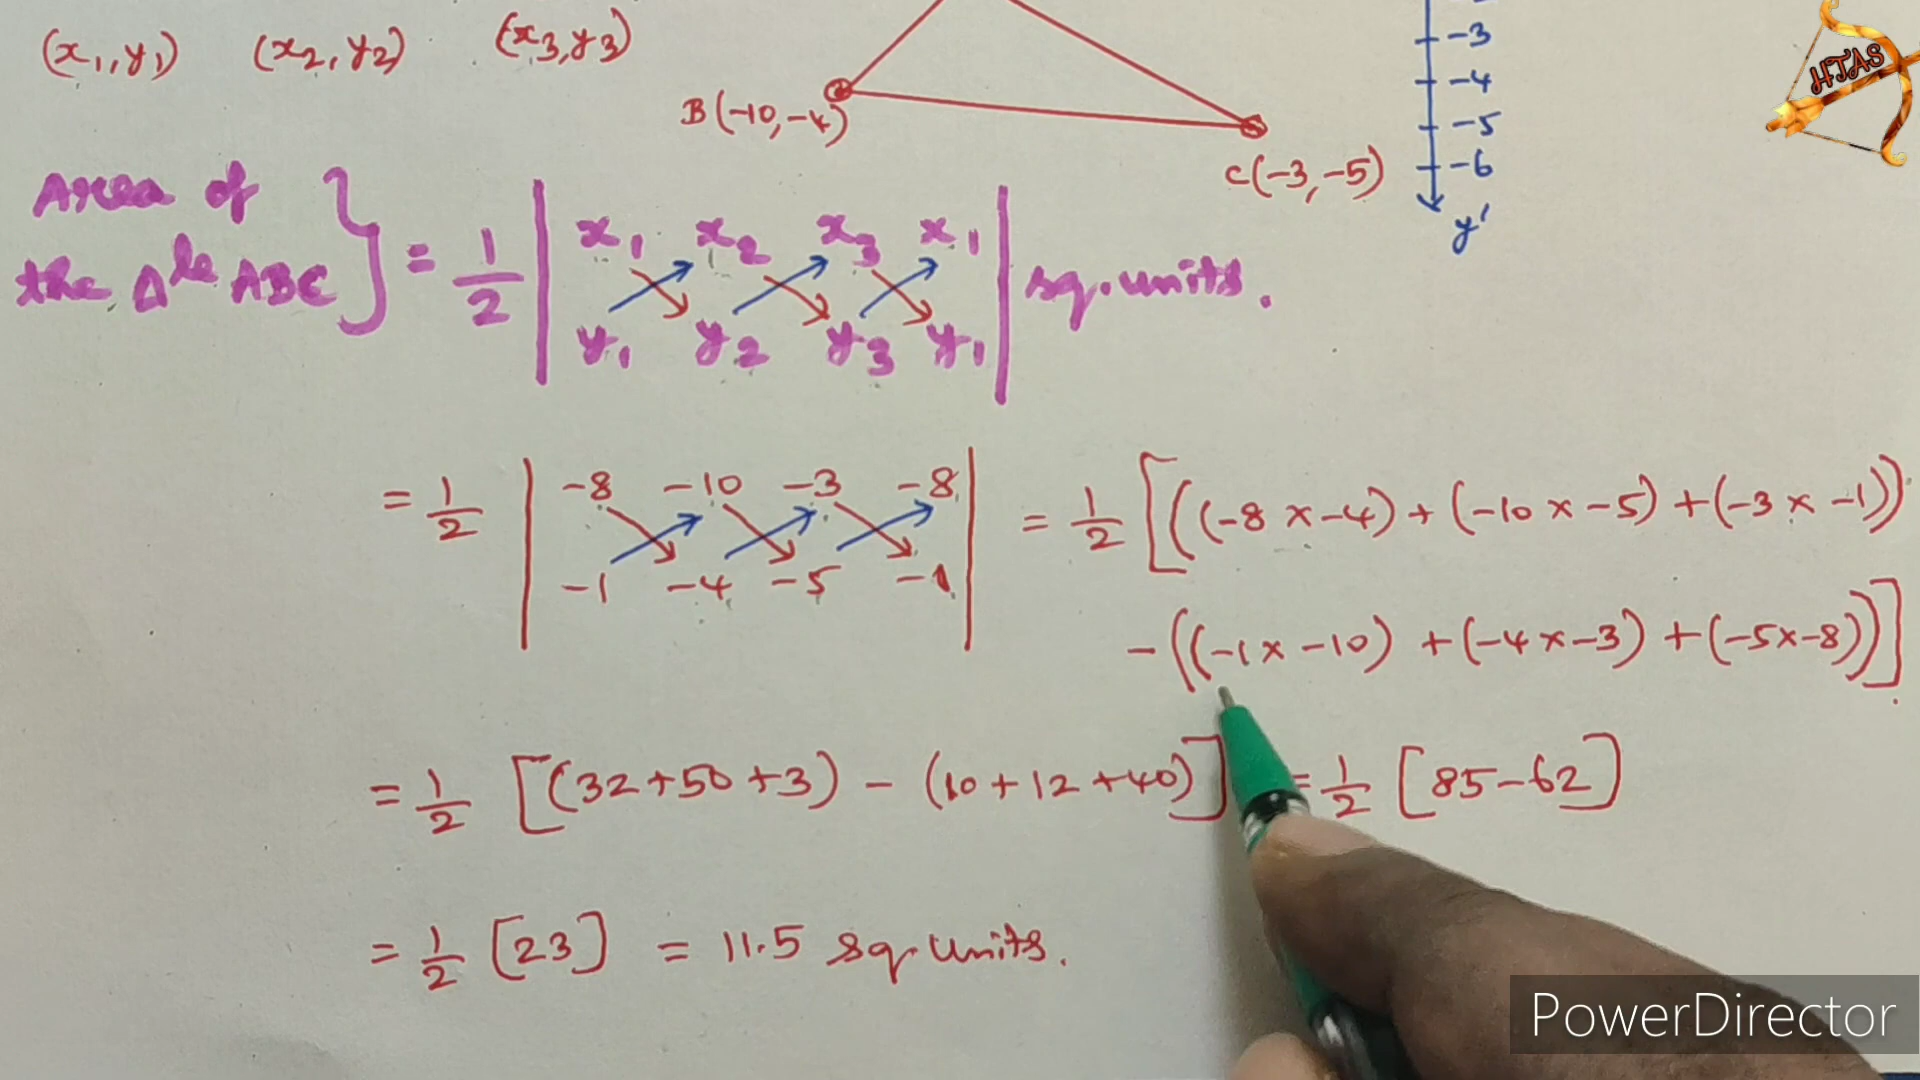 (x₁,y₁) (x₂,y₂) (x₃,y₃)
-3
-4
-5
-6
y'
HTAS
B(-10,-4)
C(-3,-5)
Area of
the Δle ABC } = 1/2 | x₁ x₂ x₃ x₁ | sq.units.
y₁ y₂ y₃ y₁
= 1/2 | -8 -10 -3 -8 | = 1/2 [((-8 x -4) + (-10 x -5) + (-3 x -1))
-1 -4 -5 -1
- ((-1 x -10) + (-4 x -3) + (-5 x -8))]
= 1/2 [(32+50+3) - (10+12+40)] = 1/2 [85-62]
= 1/2 [23] = 11.5 sq.units.
PowerDirector